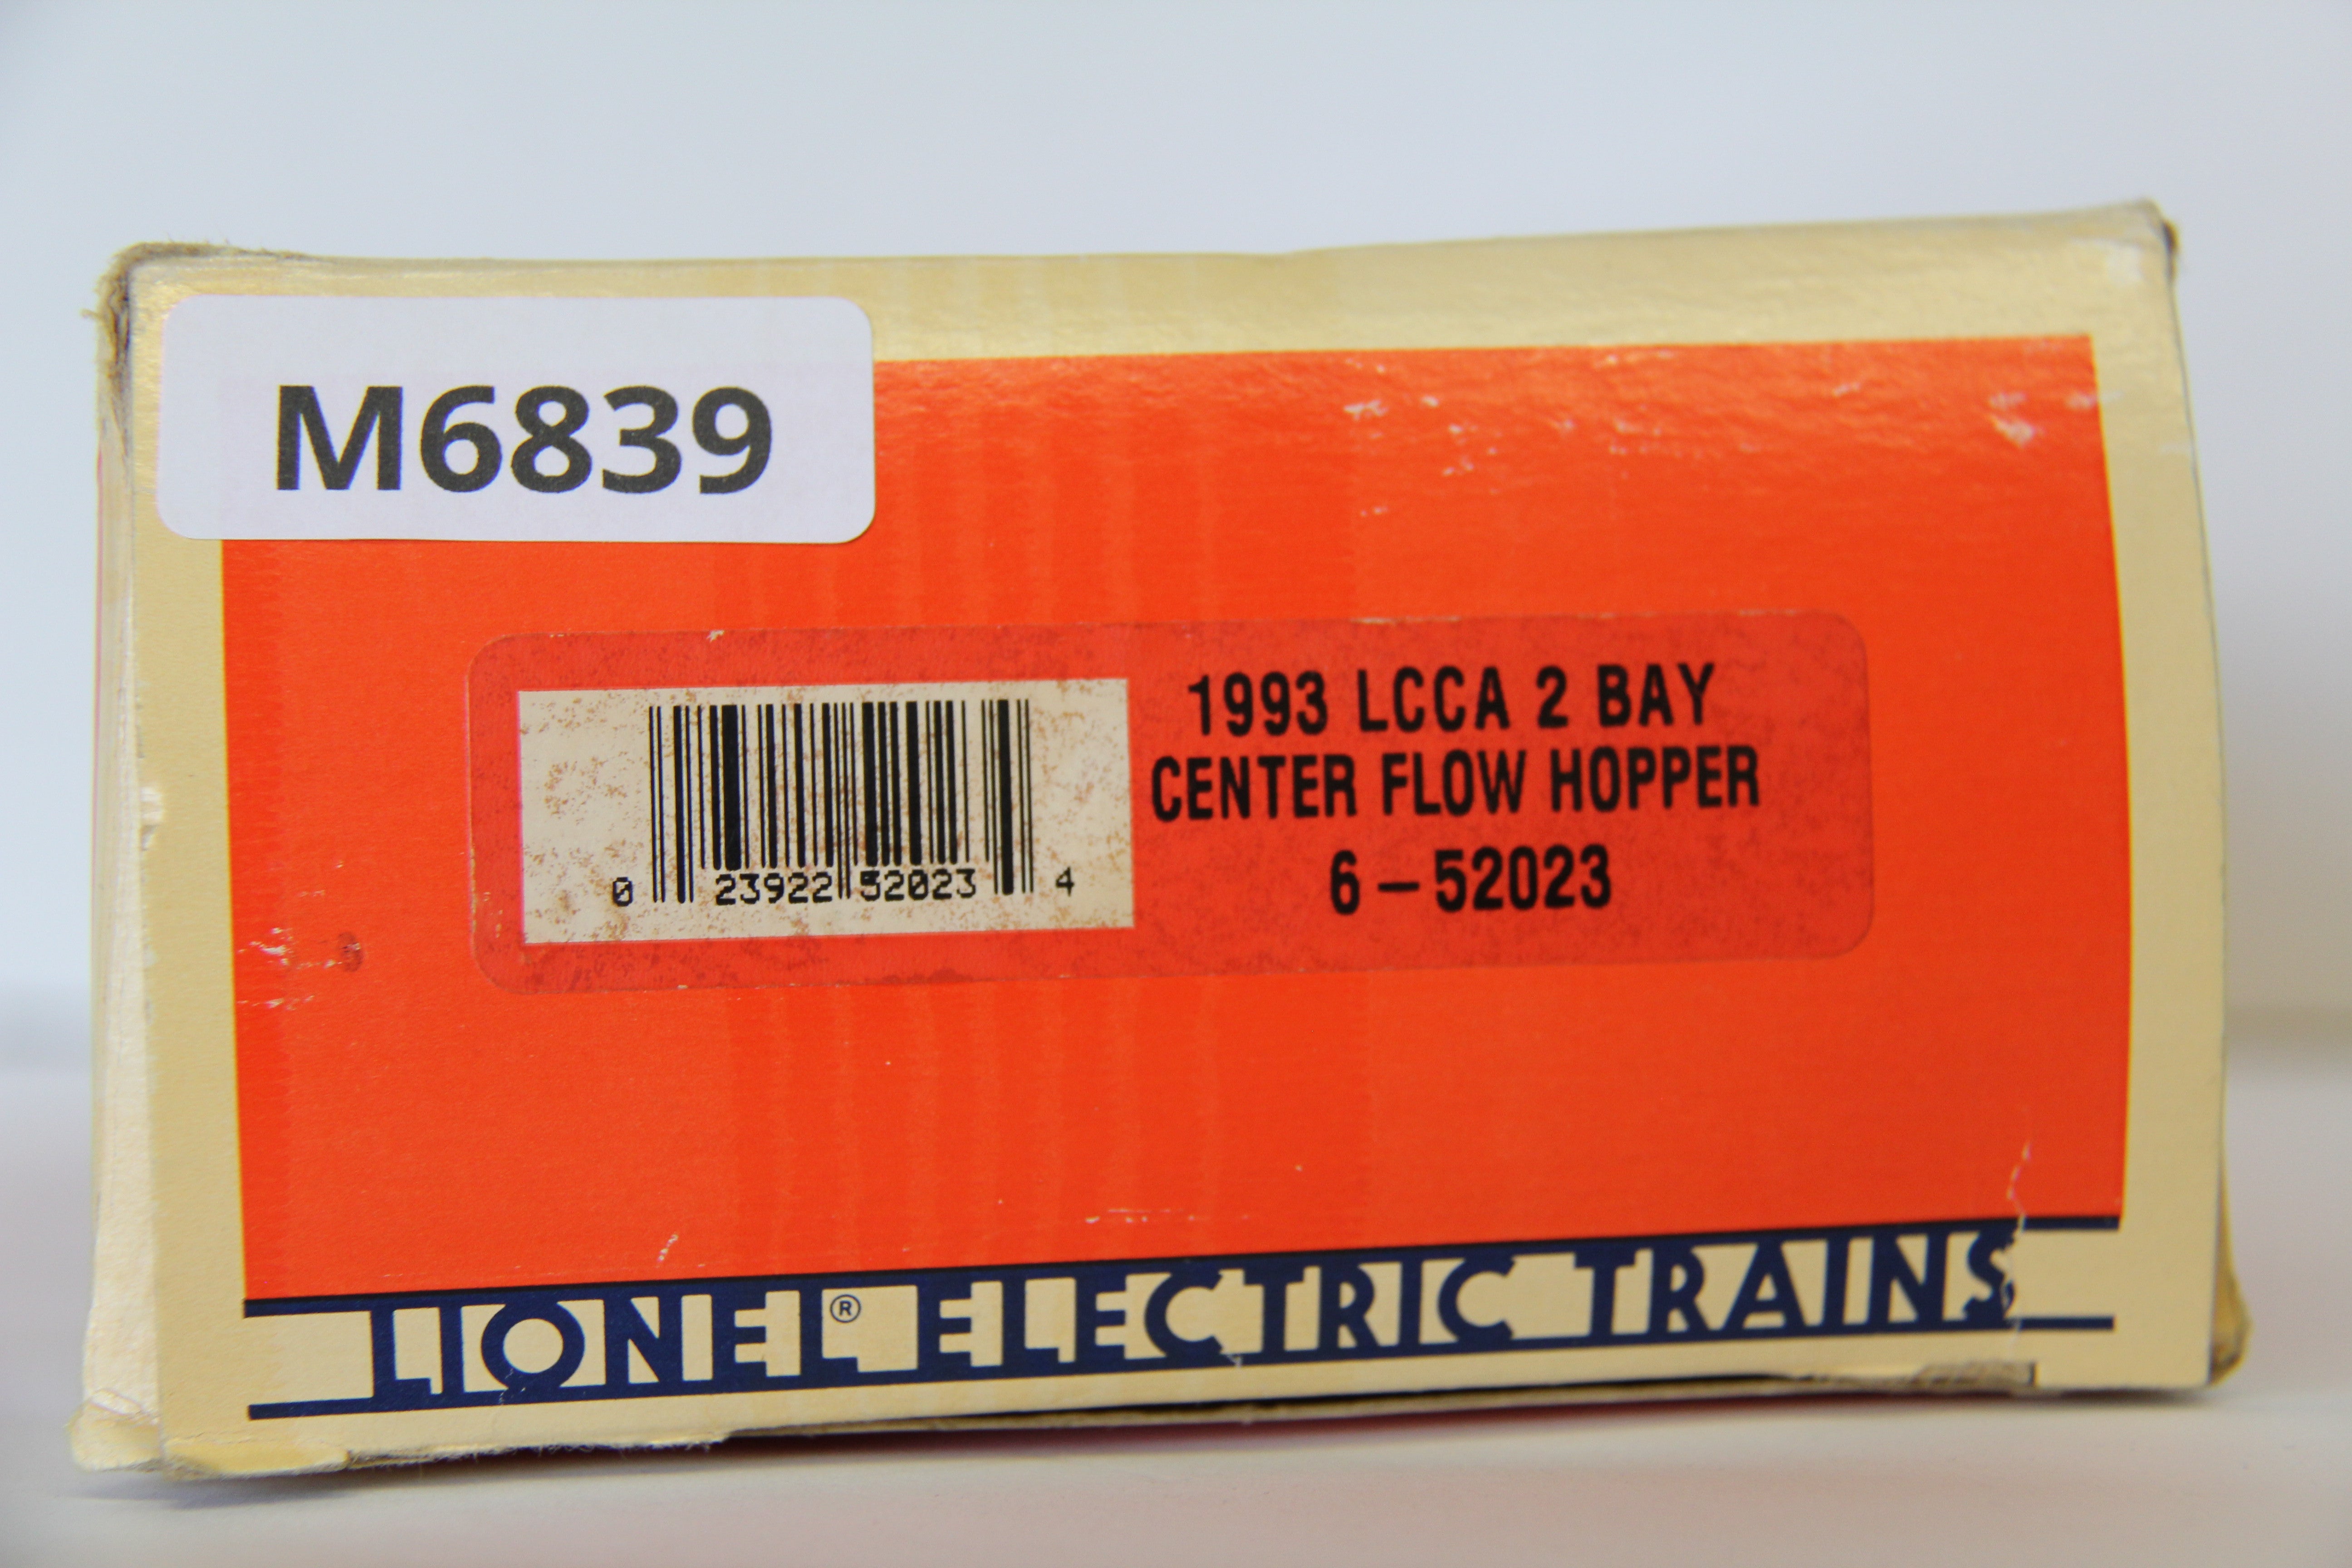 M6839
1993 LCCA 2 BAY
CENTER FLOW HOPPER
6-52023
0 23922 52023 4
LIONEL® ELECTRIC TRAINS